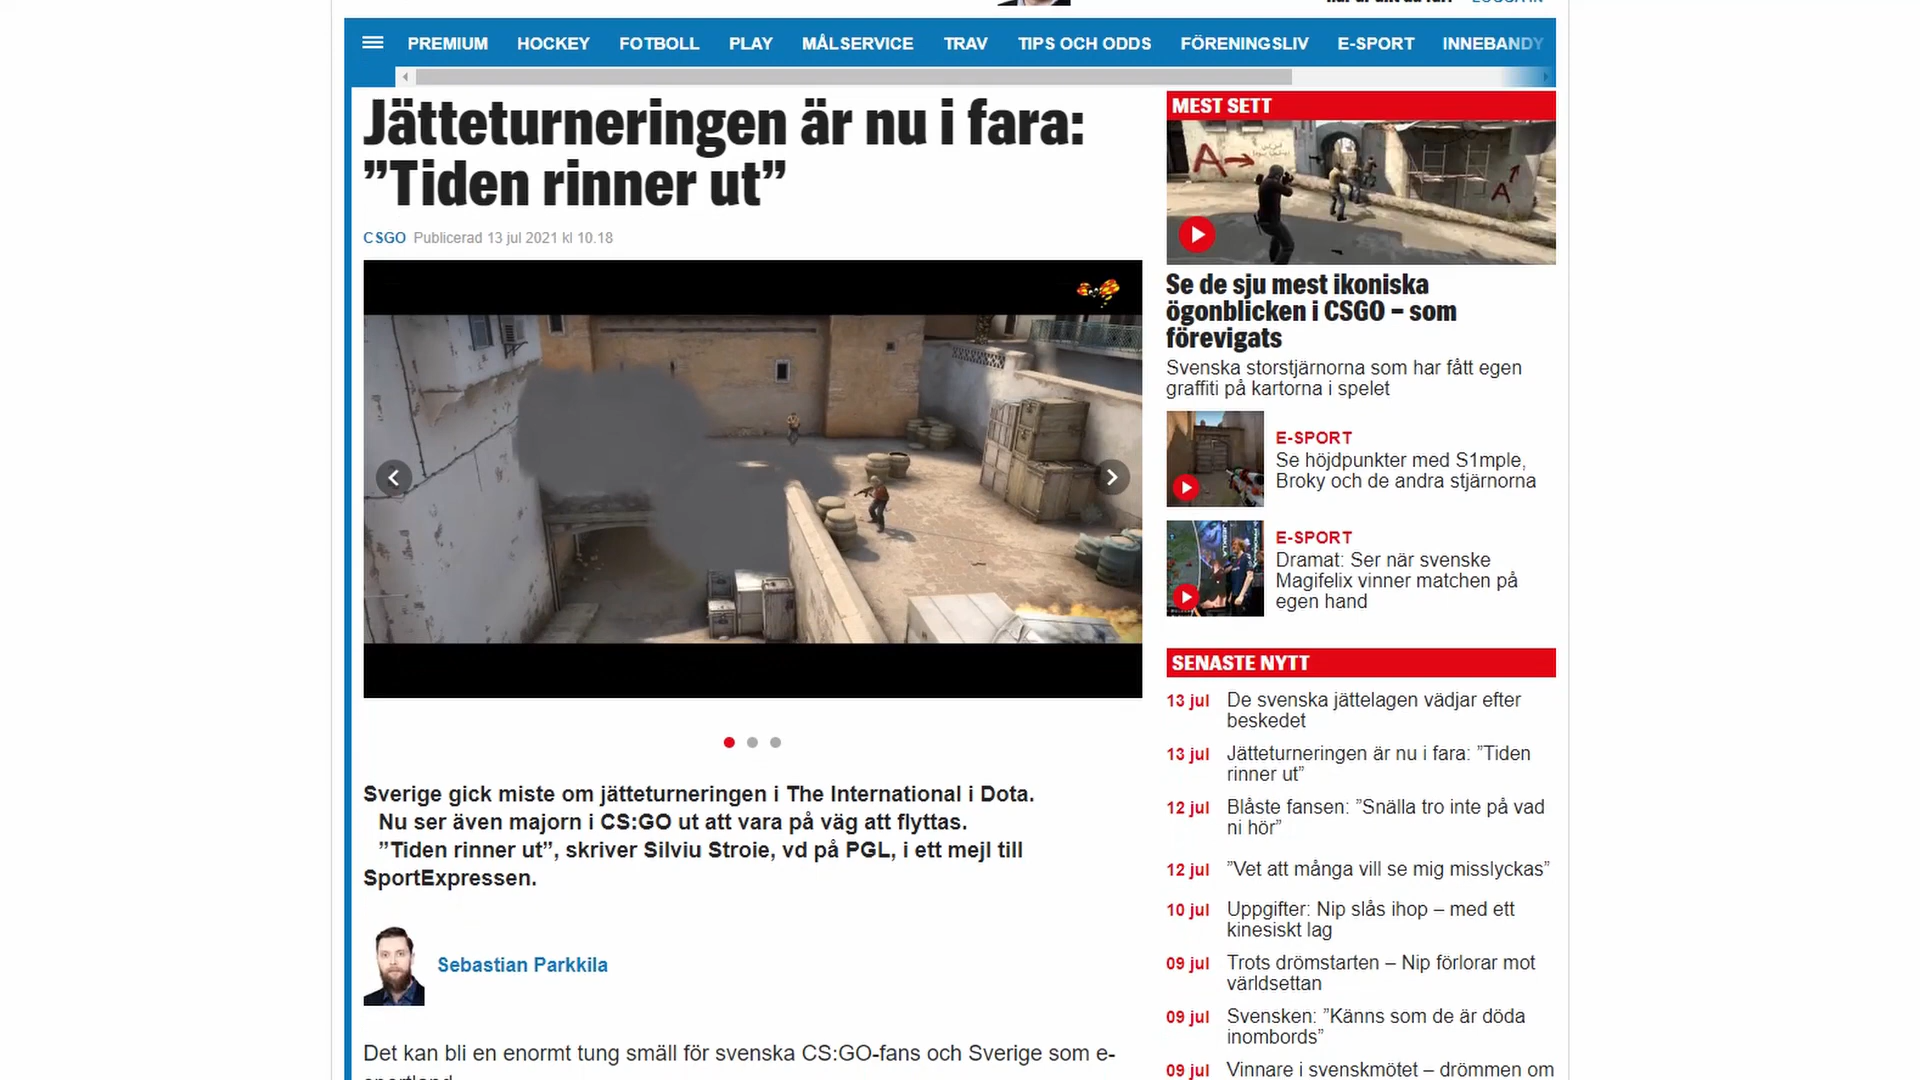 PREMIUM HOCKEY FOTBOLL PLAY MÅLSERVICE TRAV TIPS OCH ODDS FÖRENINGSLIV E-SPORT INNEBANDY
Jätteturneringen är nu i fara:
”Tiden rinner ut”
CSGO Publicerad 13 jul 2021 kl 10.18
Sverige gick miste om jätteturneringen i The International i Dota.
Nu ser även majorn i CS:GO ut att vara på väg att flyttas.
”Tiden rinner ut”, skriver Silviu Stroie, vd på PGL, i ett mejl till
SportExpressen.
Sebastian Parkkila
Det kan bli en enormt tung smäll för svenska CS:GO-fans och Sverige som e-
MEST SETT
A
A
Se de sju mest ikoniska
ögonblicken i CSGO – som
förevigats
Svenska storstjärnorna som har fått egen
graffiti på kartorna i spelet
E-SPORT
Se höjdpunkter med S1mple,
Broky och de andra stjärnorna
E-SPORT
Dramat: Ser när svenske
Magifelix vinner matchen på
egen hand
SENASTE NYTT
13 jul De svenska jättelagen vädjar efter
beskedet
13 jul Jätteturneringen är nu i fara: ”Tiden
rinner ut”
12 jul Blåste fansen: ”Snälla tro inte på vad
ni hör”
12 jul ”Vet att många vill se mig misslyckas”
10 jul Uppgifter: Nip slås ihop – med ett
kinesiskt lag
09 jul Trots drömstarten – Nip förlorar mot
världsettan
09 jul Svensken: ”Känns som de är döda
inombords”
09 jul Vinnare i svenskmötet – drömmen om